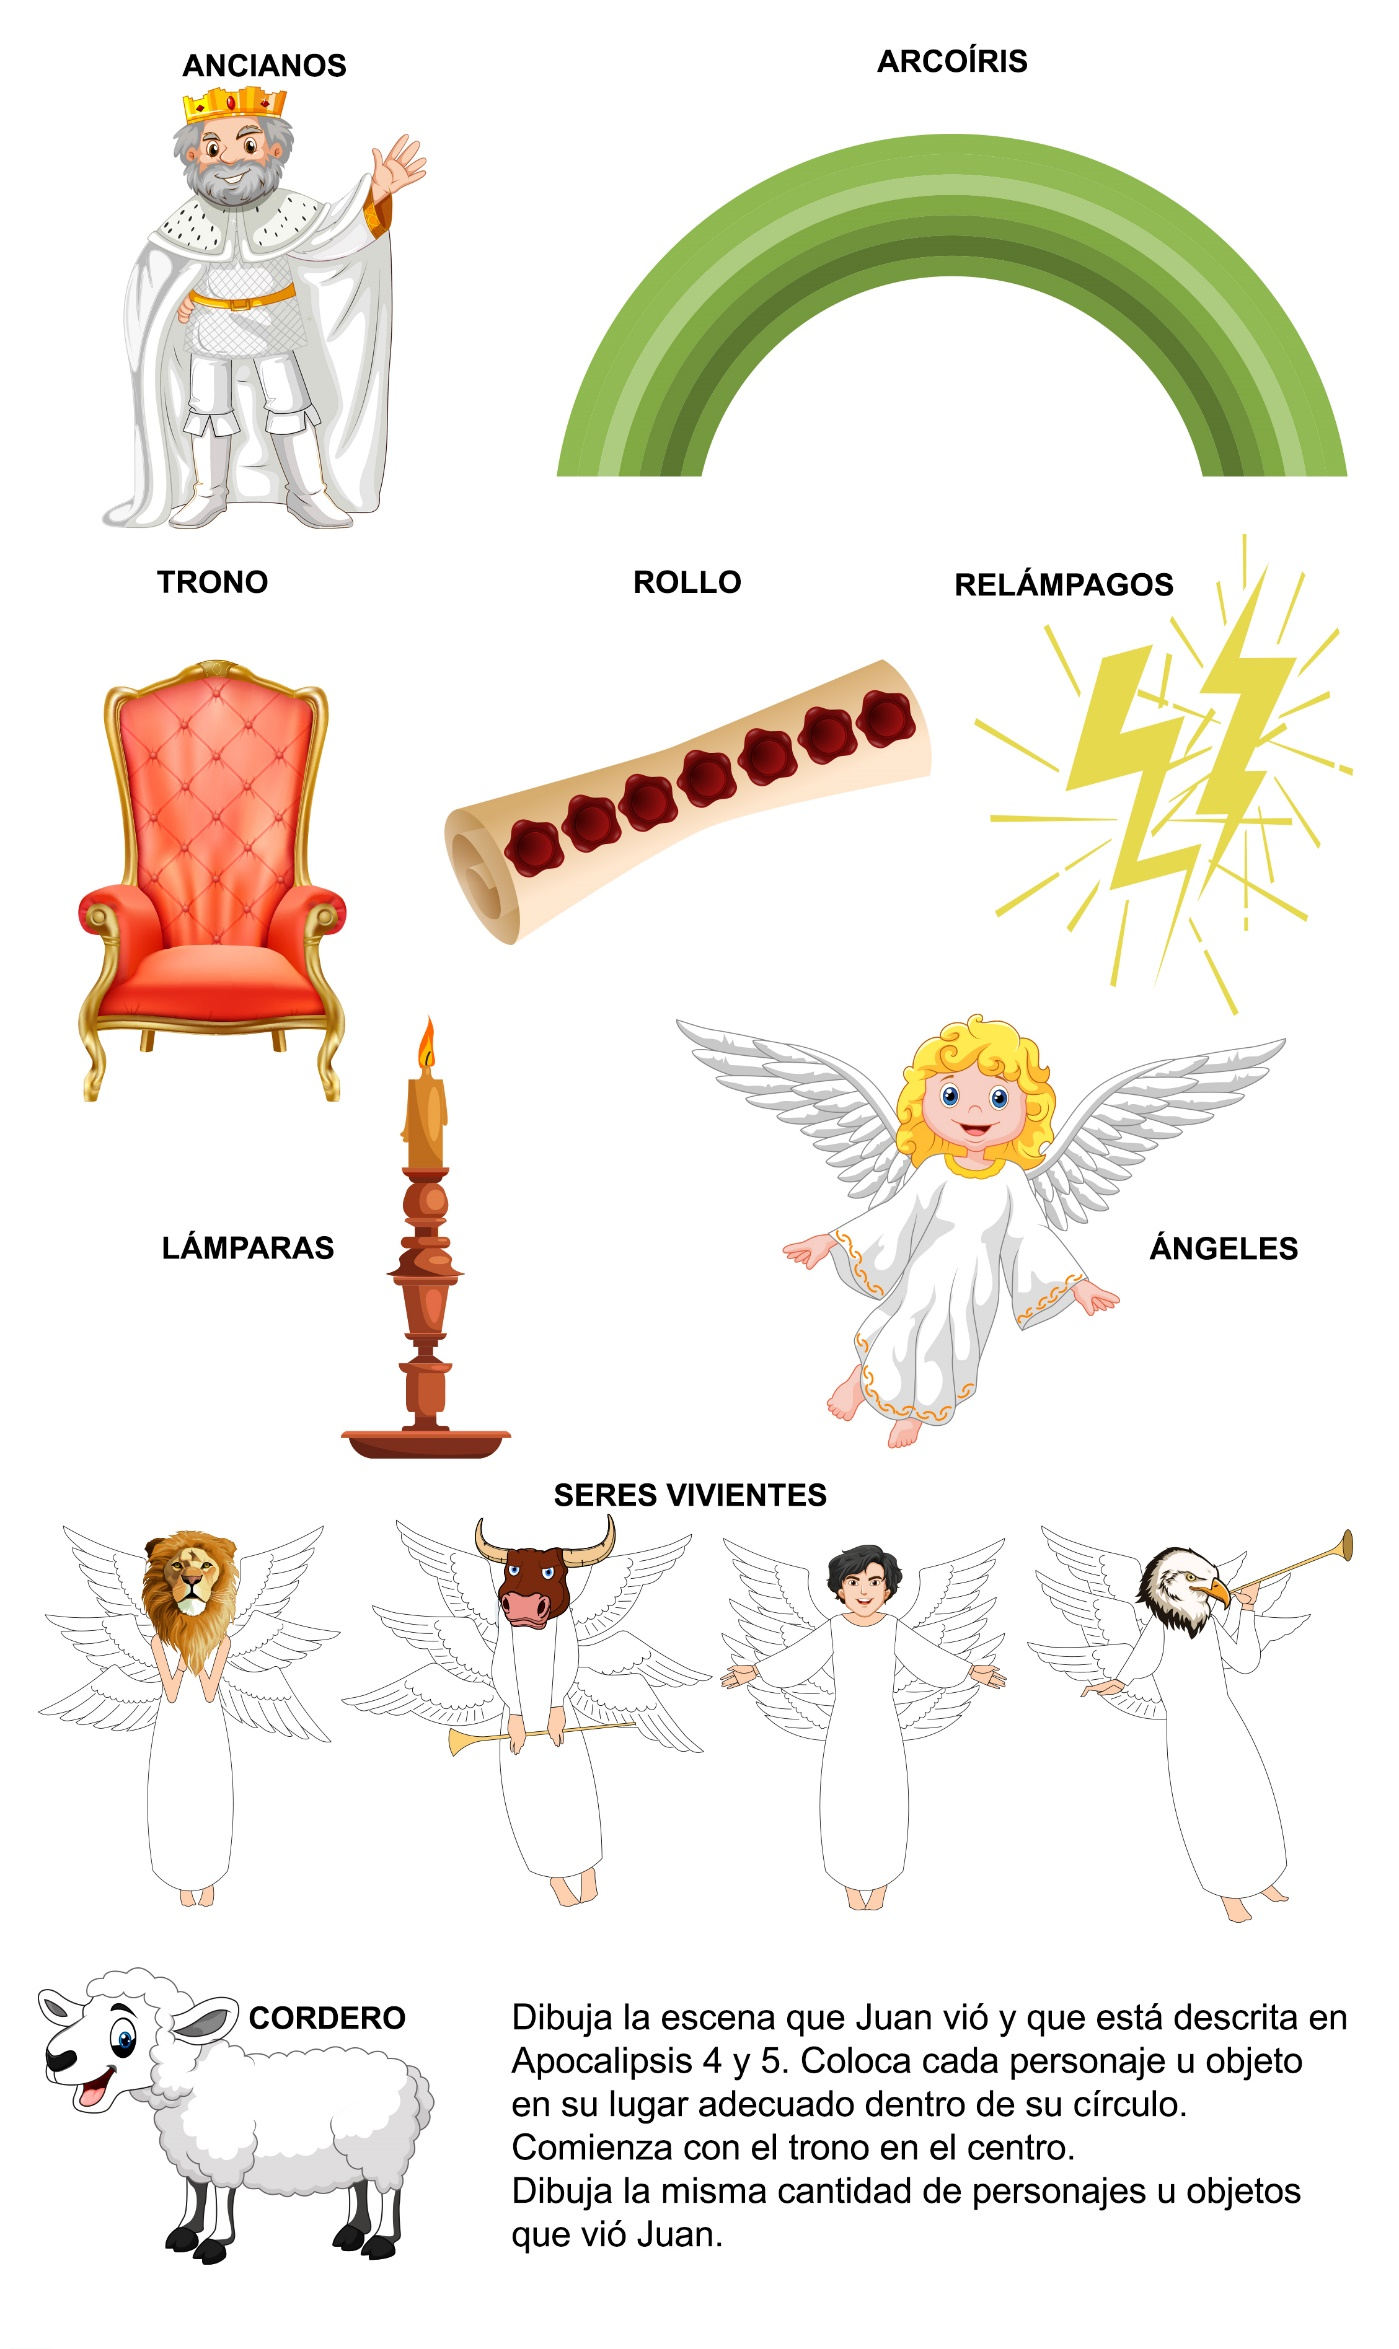 ANCIANOS
ARCOÍRIS
TRONO
ROLLO
RELÁMPAGOS
LÁMPARAS
ÁNGELES
SERES VIVIENTES
CORDERO
Dibuja la escena que Juan vió y que está descrita en
Apocalipsis 4 y 5. Coloca cada personaje u objeto
en su lugar adecuado dentro de su círculo.
Comienza con el trono en el centro.
Dibuja la misma cantidad de personajes u objetos
que vió Juan.